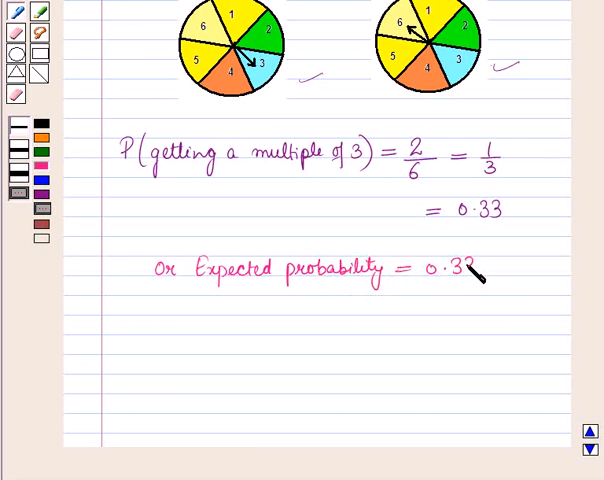 1 2 3 4 5 6
1 2 3 4 5 6
P(getting a multiple of 3) = 2/6 = 1/3
= 0.33
Or Expected probability = 0.33